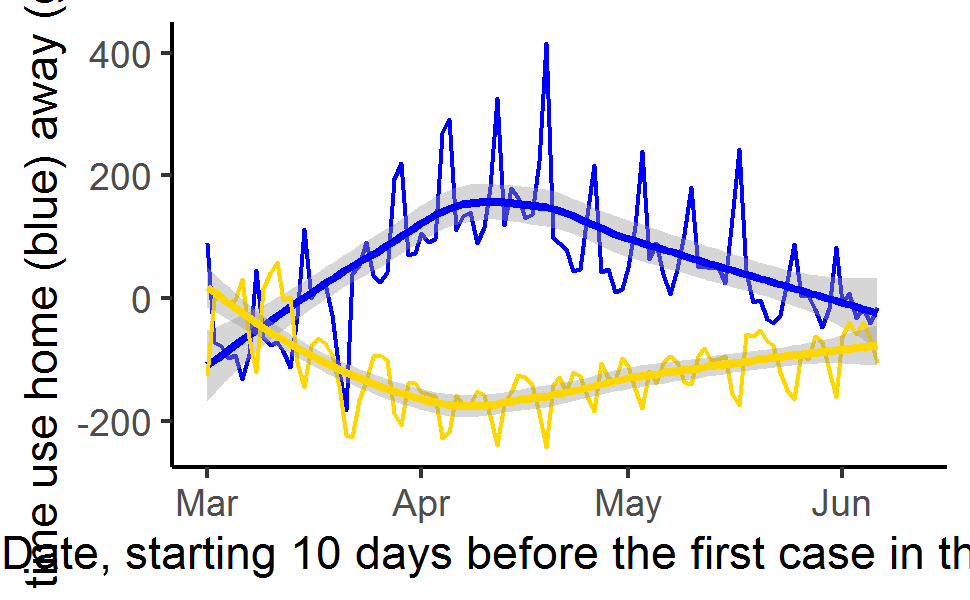 time use home (blue) away (
400
200
0
-200
Mar Apr May Jun
Date, starting 10 days before the first case in th